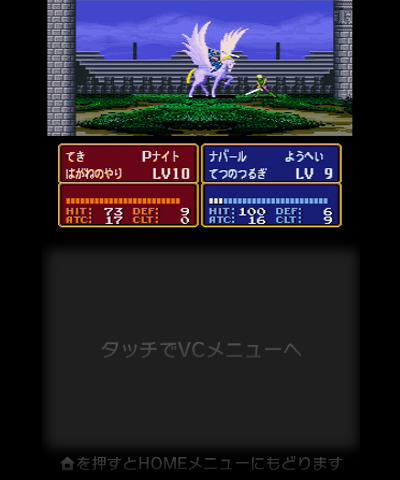 てき Pナイト
はがねのやり LV10
HIT: 73 DEF: 9
ATC: 17 CLT: 0
ナバール ようへい
てつのつるぎ LV 9
HIT:100 DEF: 6
ATC: 16 CLT: 9
タッチでVCメニューへ
を押すとHOMEメニューにもどります